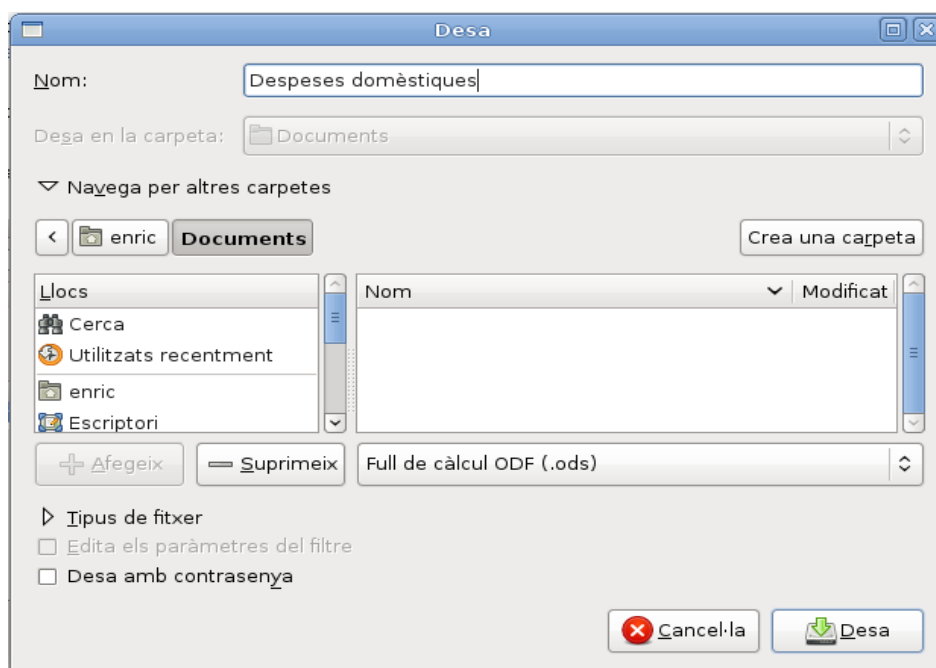 Desa
Nom: Despeses domèstiques
Desa en la carpeta: Documents
Navega per altres carpetes
< enric Documents Crea una carpeta
Llocs Nom Modificat
Cerca
Utilitzats recentment
enric
Escriptori
Afegeix Suprimeix Full de càlcul ODF (.ods)
Tipus de fitxer
Edita els paràmetres del filtre
Desa amb contrasenya
Cancel·la Desa